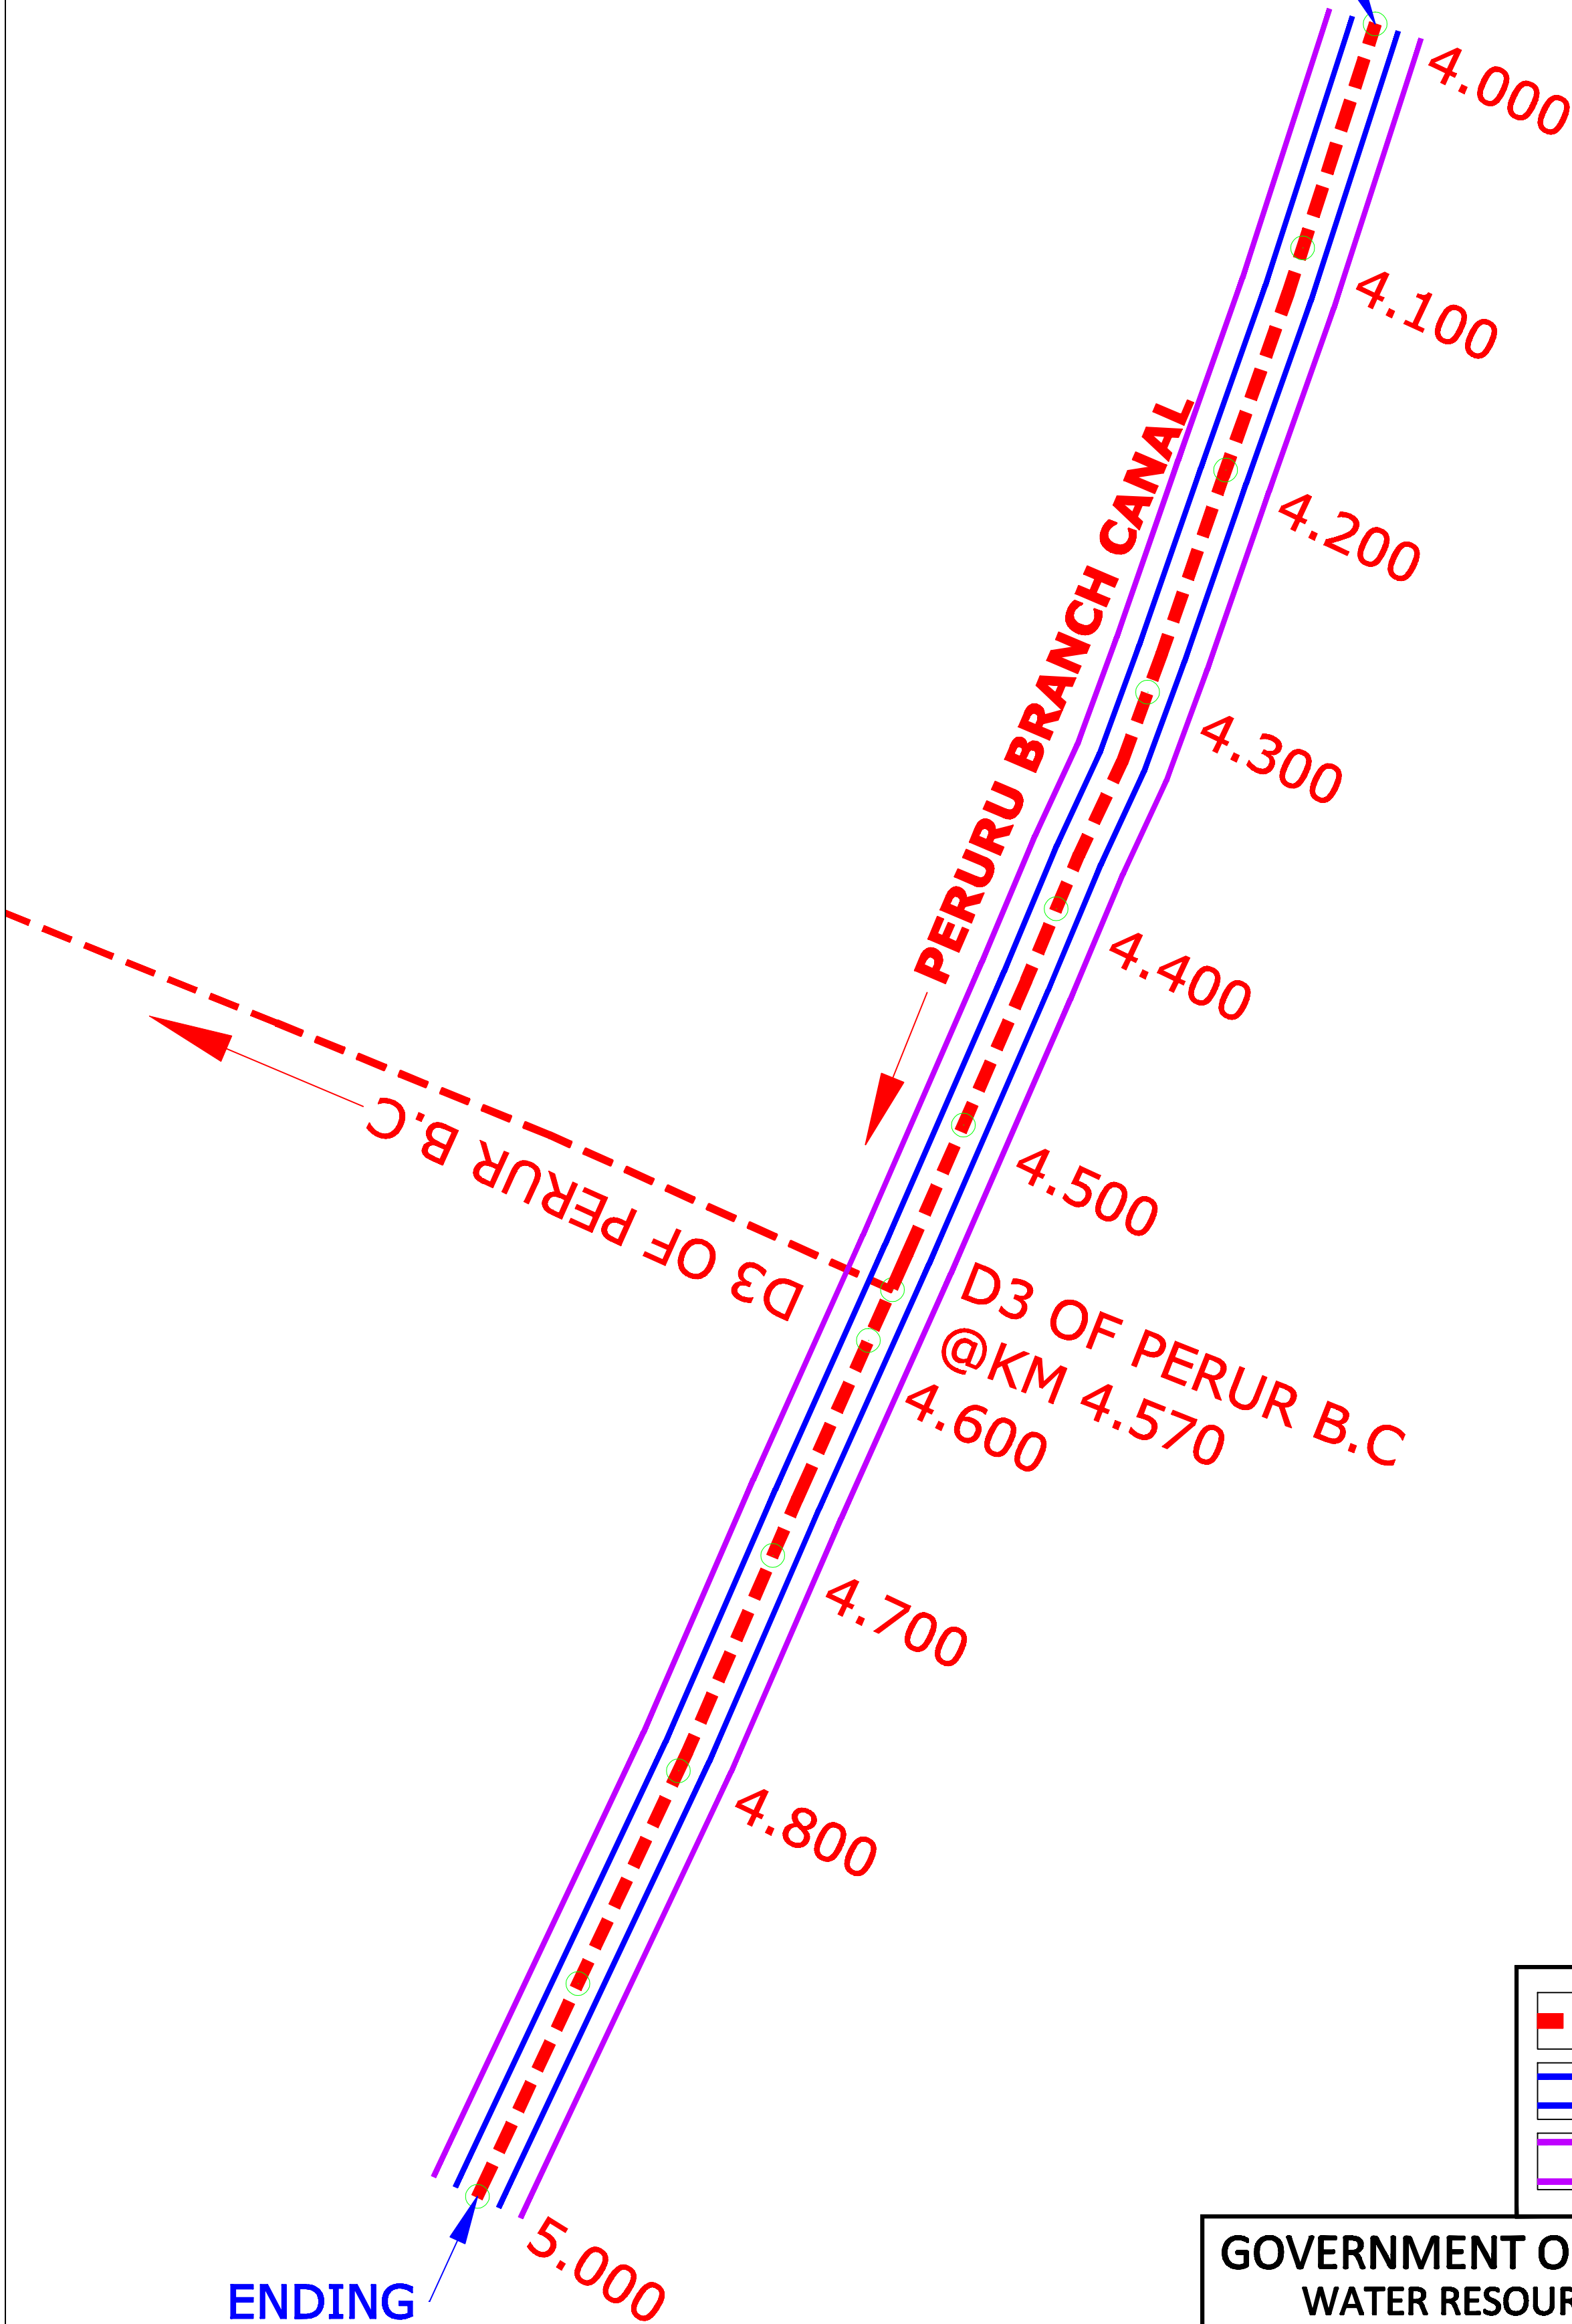 4.000
4.100
4.200
4.300
PERURU BRANCH CANAL
4.400
4.500
D3 OF PERUR B.C
D3 OF PERUR B.C
@KM 4.570
4.600
4.700
4.800
5.000
ENDING
GOVERNMENT O
WATER RESOUR